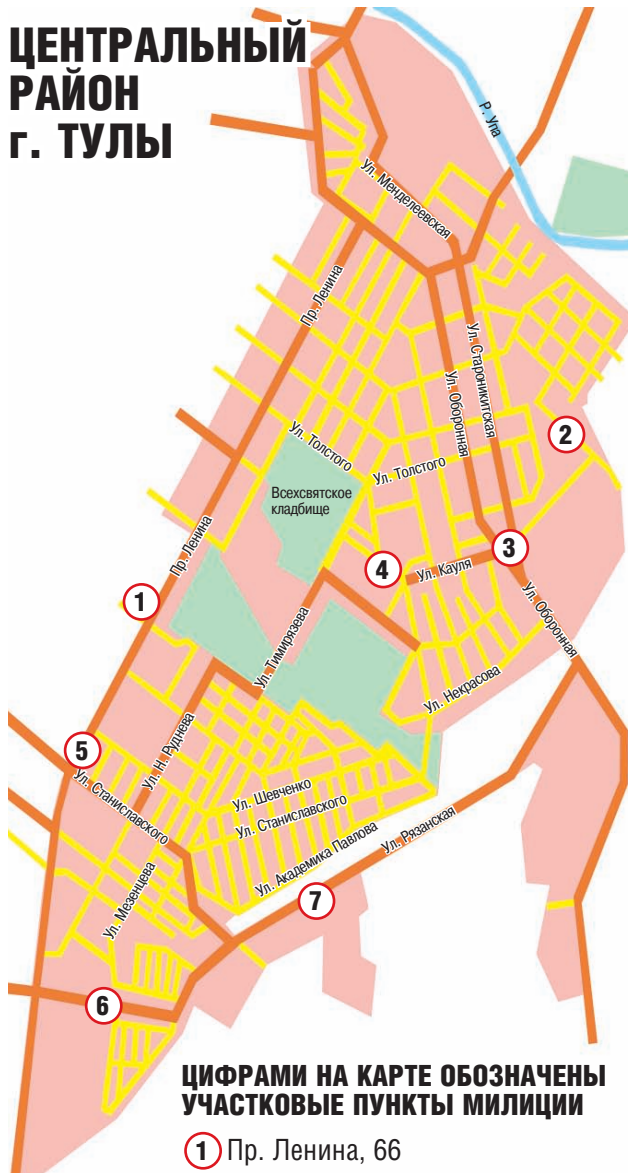 ЦЕНТРАЛЬНЫЙ
РАЙОН
г. ТУЛЫ
Р. Упа
Ул. Менделеевская
Пр. Ленина
Ул. Староникитская
Ул. Оборонная
Ул. Толстого
Ул. Толстого
2
Всехсвятское
кладбище
Пр. Ленина
3
4
Ул. Кауля
1
Ул. Оборонная
Ул. Тимирязева
Ул. Некрасова
5
Ул. Н. Руднева
Ул. Станиславского
Ул. Шевченко
Ул. Станиславского
Ул. Академика Павлова
Ул. Рязанская
Ул. Мезенцева
7
6
ЦИФРАМИ НА КАРТЕ ОБОЗНАЧЕНЫ
УЧАСТКОВЫЕ ПУНКТЫ МИЛИЦИИ
1 Пр. Ленина, 66